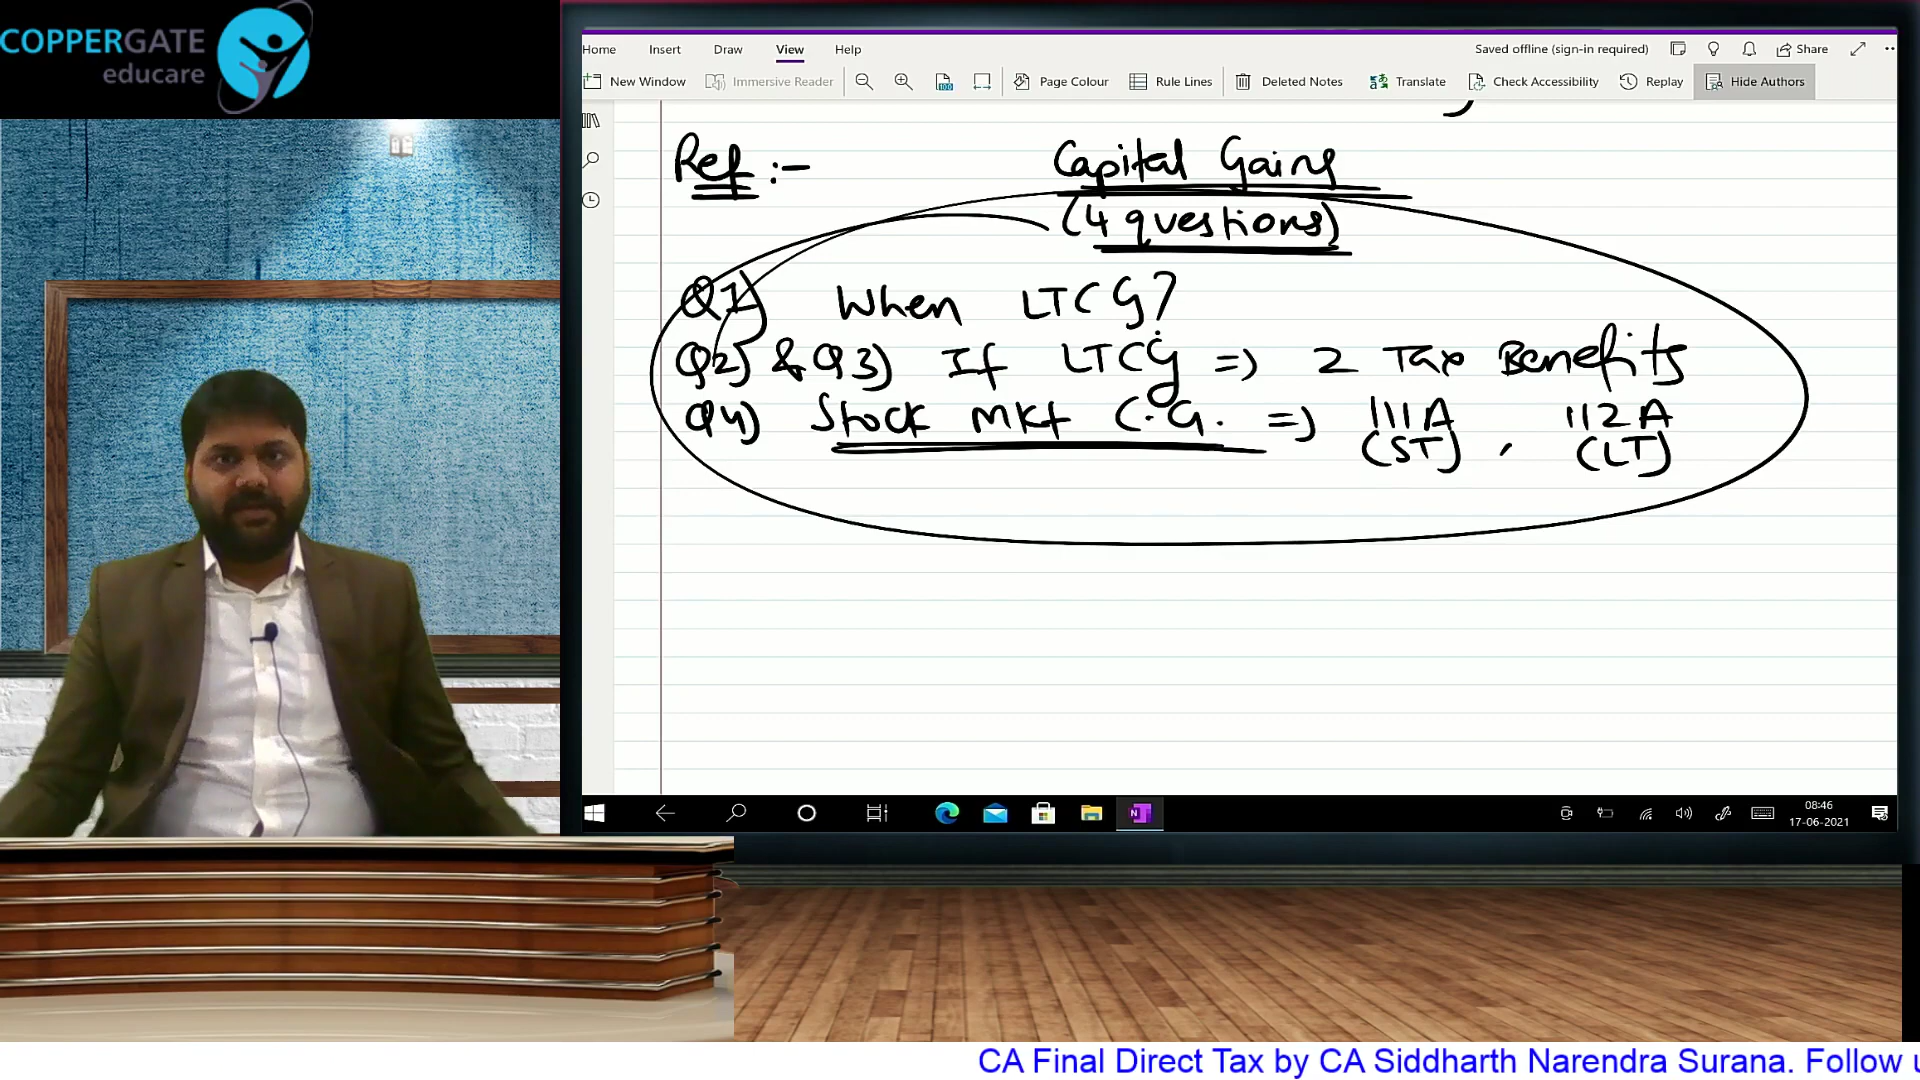 COPPERGATE
educare
Home Insert Draw View Help
Saved offline (sign-in required) Share
New Window Immersive Reader Page Colour Rule Lines Deleted Notes Translate Check Accessibility Replay Hide Authors
Ref :- Capital Gains
(4 questions)
Q1) When LTCG?
Q2) & Q3) If LTCG => 2 Tax Benefits
Q4) Stock Mkt C.G. => 111A 112A
(ST) , (LT)
08:46
17-06-2021
CA Final Direct Tax by CA Siddharth Narendra Surana. Follow u